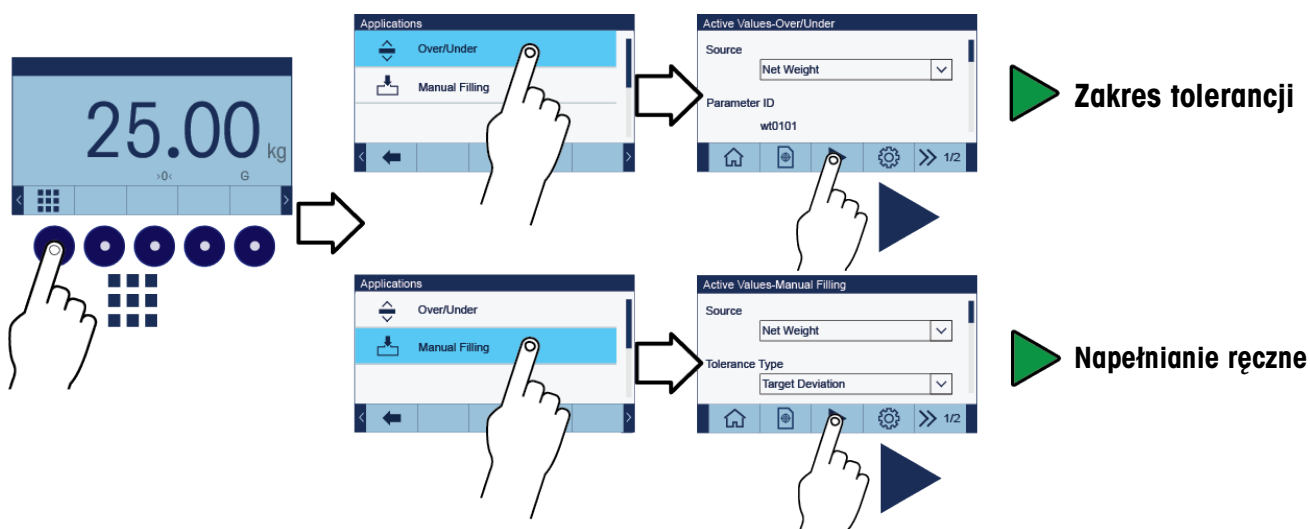 25.00 kg
>0<
G
Applications
Over/Under
Manual Filling
Active Values-Over/Under
Source
Net Weight
Parameter ID
wt0101
1/2
Zakres tolerancji
Applications
Over/Under
Manual Filling
Active Values-Manual Filling
Source
Net Weight
Tolerance Type
Target Deviation
1/2
Napełnianie ręczne